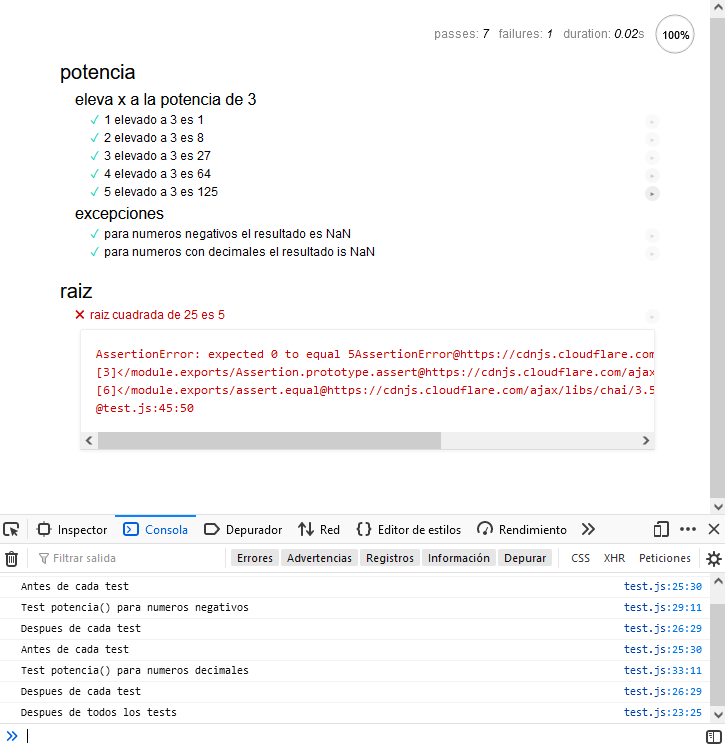 passes: 7 failures: 1 duration: 0.02s 100%
potencia
eleva x a la potencia de 3
✓ 1 elevado a 3 es 1
✓ 2 elevado a 3 es 8
✓ 3 elevado a 3 es 27
✓ 4 elevado a 3 es 64
✓ 5 elevado a 3 es 125
excepciones
✓ para numeros negativos el resultado es NaN
✓ para numeros con decimales el resultado is NaN
raiz
✗ raiz cuadrada de 25 es 5
AssertionError: expected 0 to equal 5AssertionError@https://cdnjs.cloudflare.com
[3]</module.exports/Assertion.prototype.assert@https://cdnjs.cloudflare.com/ajax
[6]</module.exports/assert.equal@https://cdnjs.cloudflare.com/ajax/libs/chai/3.5
@test.js:45:50
Inspector Consola Depurador Red Editor de estilos Rendimiento
Filtrar salida Errores Advertencias Registros Información Depurar CSS XHR Peticiones
Antes de cada test test.js:25:30
Test potencia() para numeros negativos test.js:29:11
Despues de cada test test.js:26:29
Antes de cada test test.js:25:30
Test potencia() para numeros decimales test.js:33:11
Despues de cada test test.js:26:29
Despues de todos los tests test.js:23:25